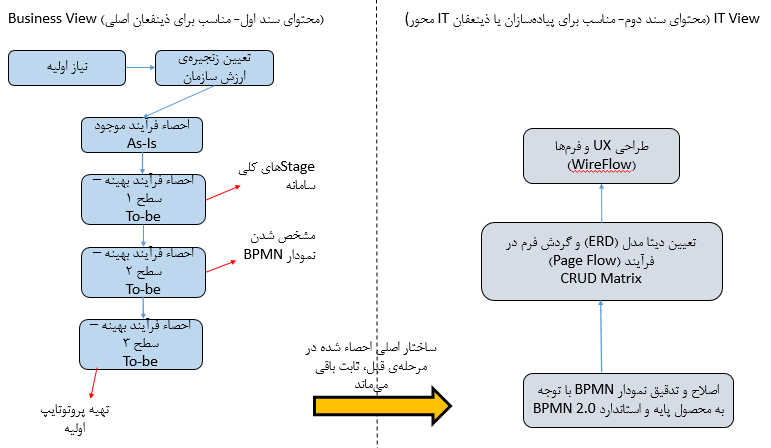 Business View (محتوای سند اول- مناسب برای ذینفعان اصلی)
IT View (محتوای سند دوم- مناسب برای پیاده‌سازان یا ذینعفان IT محور)
نیاز اولیه
تعیین زنجیره‌ی
ارزش سازمان
احصاء فرآیند موجود
As-Is
احصاء فرآیند بهینه –
سطح ۱
To-be
Stageهای کلی
سامانه
احصاء فرآیند بهینه –
سطح ۲
To-be
مشخص شدن
نمودار BPMN
احصاء فرآیند بهینه –
سطح ۳
To-be
تهیه پروتوتایپ
اولیه
ساختار اصلی احصاء شده در
مرحله‌ی قبل، ثابت باقی
می‌ماند
طراحی UX و فرم‌ها
(WireFlow)
تعیین دیتا مدل (ERD) و گردش فرم در
فرآیند (Page Flow)
CRUD Matrix
اصلاح و تدقیق نمودار BPMN با توجه
به محصول پایه و استاندارد BPMN 2.0